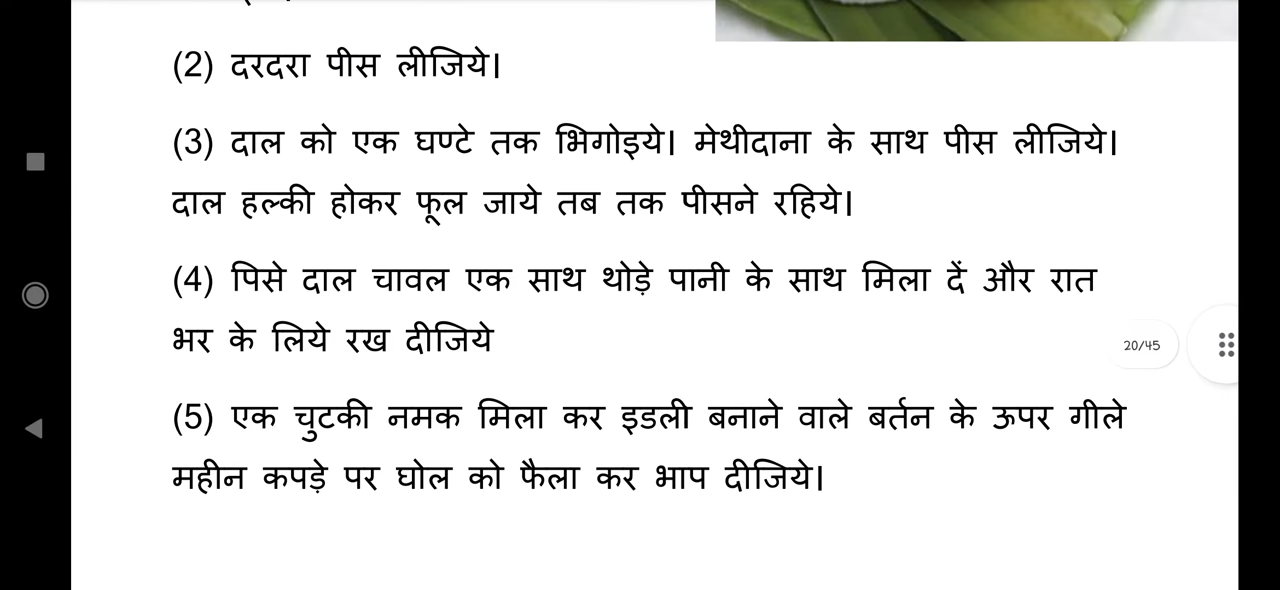 (2) दरदरा पीस लीजिये।
(3) दाल को एक घण्टे तक भिगोइये। मेथीदाना के साथ पीस लीजिये।
दाल हल्की होकर फूल जाये तब तक पीसने रहिये।
(4) पिसे दाल चावल एक साथ थोड़े पानी के साथ मिला दें और रात
भर के लिये रख दीजिये
20/45
(5) एक चुटकी नमक मिला कर इडली बनाने वाले बर्तन के ऊपर गीले
महीन कपड़े पर घोल को फैला कर भाप दीजिये।